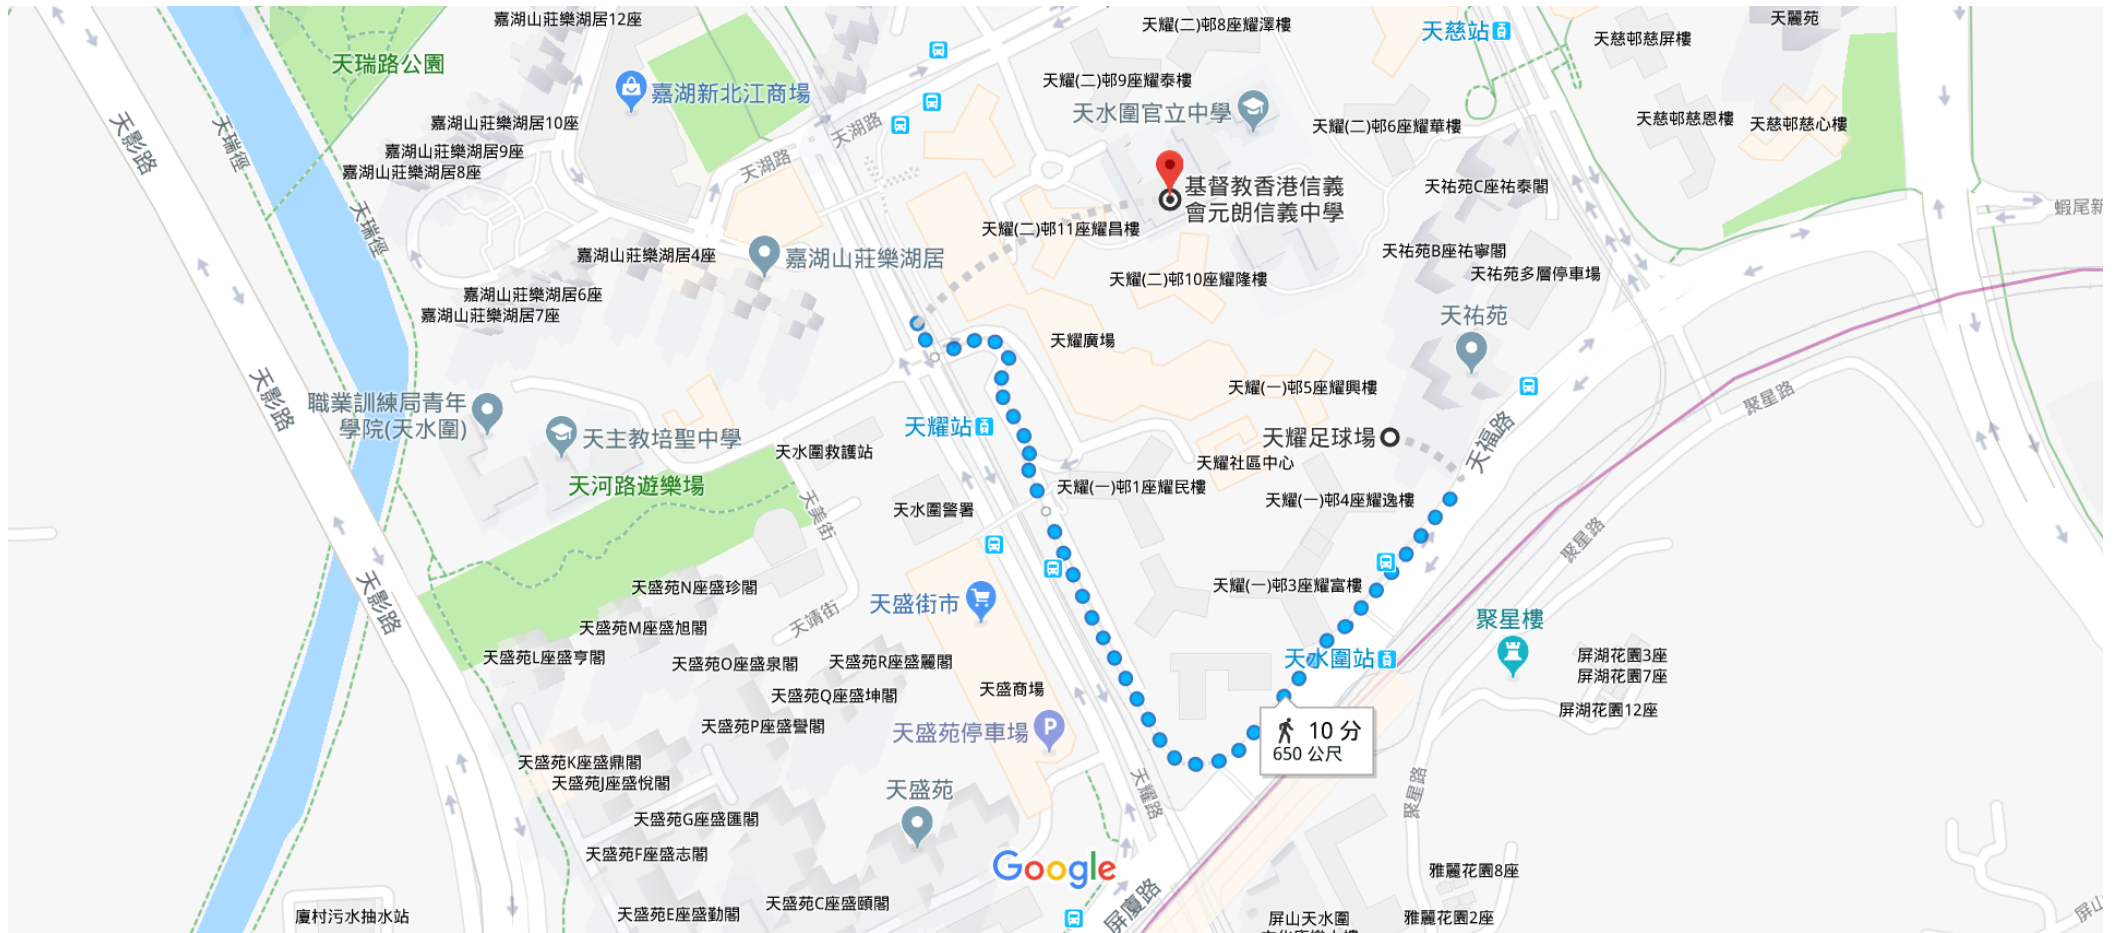 嘉湖山莊樂湖居12座
天耀(二)邨8座耀澤樓
天慈站
天麗苑
天慈邨慈屏樓
天瑞路公園
嘉湖新北江商場
天耀(二)邨9座耀泰樓
天水圍官立中學
天耀(二)邨6座耀華樓
天慈邨慈恩樓
天慈邨慈心樓
天影路
天瑞徑
嘉湖山莊樂湖居10座
天湖路
嘉湖山莊樂湖居9座
嘉湖山莊樂湖居8座
天湖路
基督教香港信義
會元朗信義中學
天祐苑C座祐泰閣
天瑞徑
天耀(二)邨11座耀昌樓
蝦尾新
嘉湖山莊樂湖居4座
嘉湖山莊樂湖居
天祐苑B座祐寧閣
天祐苑多層停車場
天耀(二)邨10座耀隆樓
嘉湖山莊樂湖居6座
嘉湖山莊樂湖居7座
天祐苑
天耀廣場
天影路
天耀(一)邨5座耀興樓
聚星路
職業訓練局青年
學院(天水圍)
天主教培聖中學
天耀站
天耀足球場
天福路
天水圍救護站
天耀社區中心
天河路遊樂場
天耀(一)邨1座耀民樓
天耀(一)邨4座耀逸樓
天水圍警署
天美街
聚星路
天影路
天盛苑N座盛珍閣
天耀(一)邨3座耀富樓
天盛街市
天靖街
聚星樓
天盛苑M座盛旭閣
天盛苑L座盛亨閣
天盛苑O座盛泉閣
天盛苑R座盛麗閣
天水圍站
屏湖花園3座
屏湖花園7座
天盛苑Q座盛坤閣
天盛商場
屏湖花園12座
天盛苑P座盛譽閣
天盛苑停車場
10 分
650 公尺
天盛苑K座盛鼎閣
天盛苑J座盛悅閣
天盛苑
天耀路
聚星路
天盛苑G座盛匯閣
天盛苑F座盛志閣
Google
雅麗花園8座
天盛苑C座盛頤閣
屏廈路
廈村污水抽水站
天盛苑E座盛勤閣
屏山天水圍
雅麗花園2座
屏山